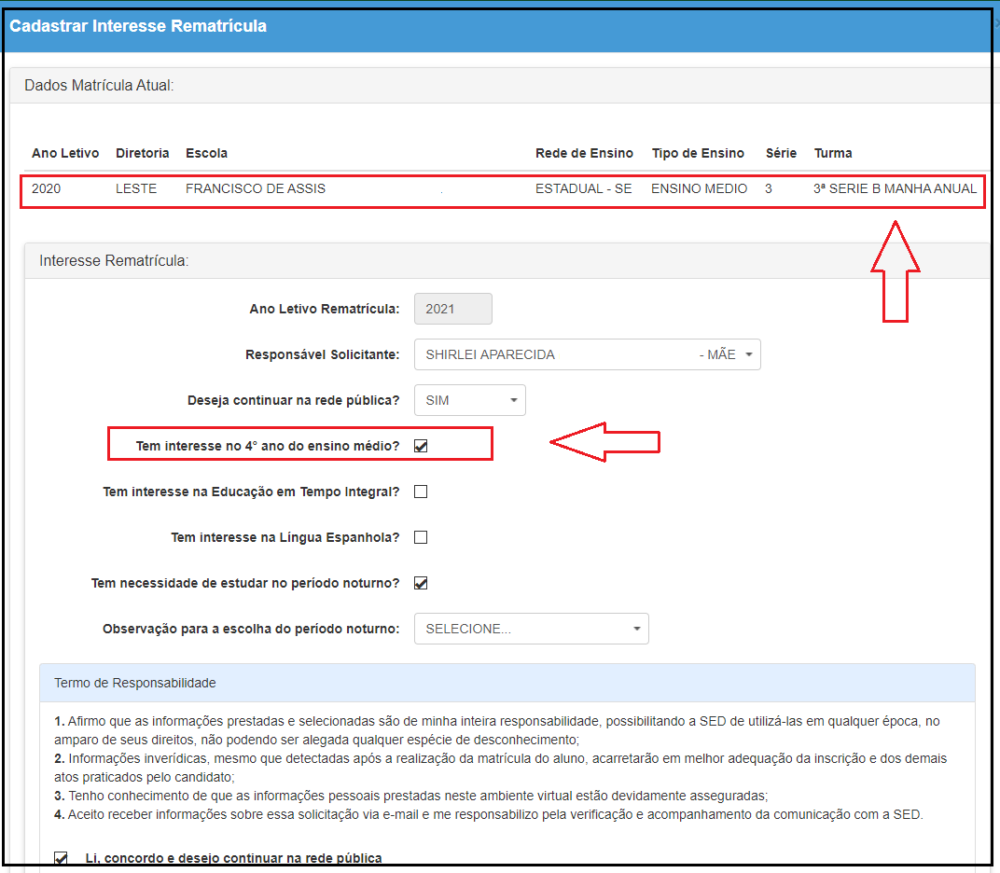 Cadastrar Interesse Rematrícula
Dados Matrícula Atual:
Ano Letivo Diretoria Escola Rede de Ensino Tipo de Ensino Série Turma
2020 LESTE FRANCISCO DE ASSIS . ESTADUAL - SE ENSINO MEDIO 3 3ª SERIE B MANHA ANUAL
Interesse Rematrícula:
Ano Letivo Rematrícula: 2021
Responsável Solicitante: SHIRLEI APARECIDA - MÃE
Deseja continuar na rede pública? SIM
Tem interesse no 4° ano do ensino médio?
Tem interesse na Educação em Tempo Integral?
Tem interesse na Língua Espanhola?
Tem necessidade de estudar no período noturno?
Observação para a escolha do período noturno: SELECIONE...
Termo de Responsabilidade
1. Afirmo que as informações prestadas e selecionadas são de minha inteira responsabilidade, possibilitando a SED de utilizá-las em qualquer época, no
amparo de seus direitos, não podendo ser alegada qualquer espécie de desconhecimento;
2. Informações inverídicas, mesmo que detectadas após a realização da matrícula do aluno, acarretarão em melhor adequação da inscrição e dos demais
atos praticados pelo candidato;
3. Tenho conhecimento de que as informações pessoais prestadas neste ambiente virtual estão devidamente asseguradas;
4. Aceito receber informações sobre essa solicitação via e-mail e me responsabilizo pela verificação e acompanhamento da comunicação com a SED.
Li, concordo e desejo continuar na rede pública